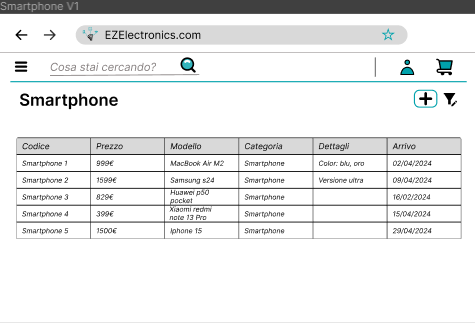 Smartphone V1
EZElectronics.com
Cosa stai cercando?
Smartphone
Codice Prezzo Modello Categoria Dettagli Arrivo
Smartphone 1 999€ MacBook Air M2 Smartphone Color: blu, oro 02/04/2024
Smartphone 2 1599€ Samsung s24 Smartphone Versione ultra 09/04/2024
Smartphone 3 829€ Huawei p50 pocket Smartphone 16/02/2024
Smartphone 4 399€ Xiaomi redmi note 13 Pro Smartphone 15/04/2024
Smartphone 5 1500€ Iphone 15 Smartphone 29/04/2024